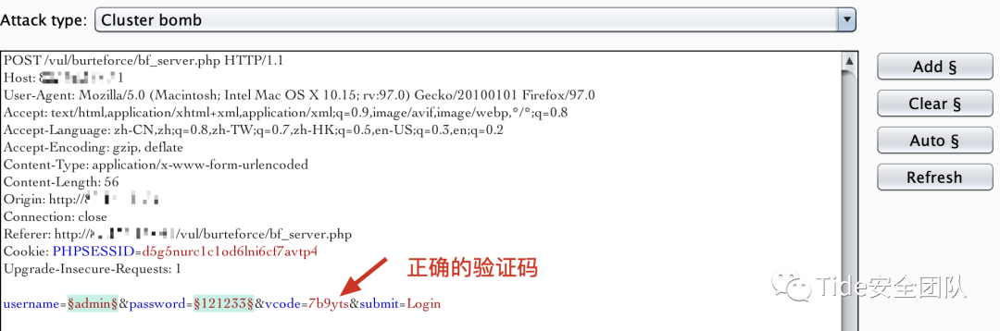 Attack type: Cluster bomb
POST /vul/burteforce/bf_server.php HTTP/1.1
Host: 8 1
User-Agent: Mozilla/5.0 (Macintosh; Intel Mac OS X 10.15; rv:97.0) Gecko/20100101 Firefox/97.0
Accept: text/html,application/xhtml+xml,application/xml;q=0.9,image/avif,image/webp,*/*;q=0.8
Accept-Language: zh-CN,zh;q=0.8,zh-TW;q=0.7,zh-HK;q=0.5,en-US;q=0.3,en;q=0.2
Accept-Encoding: gzip, deflate
Content-Type: application/x-www-form-urlencoded
Content-Length: 56
Origin: http://
Connection: close
Referer: http:// /vul/burteforce/bf_server.php
Cookie: PHPSESSID=d5g5nurc1c1od6lni6cf7avtp4
Upgrade-Insecure-Requests: 1
username=§admin§&password=§121233§&vcode=7b9yts&submit=Login
正确的验证码
Add §
Clear §
Auto §
Refresh
Tide安全团队